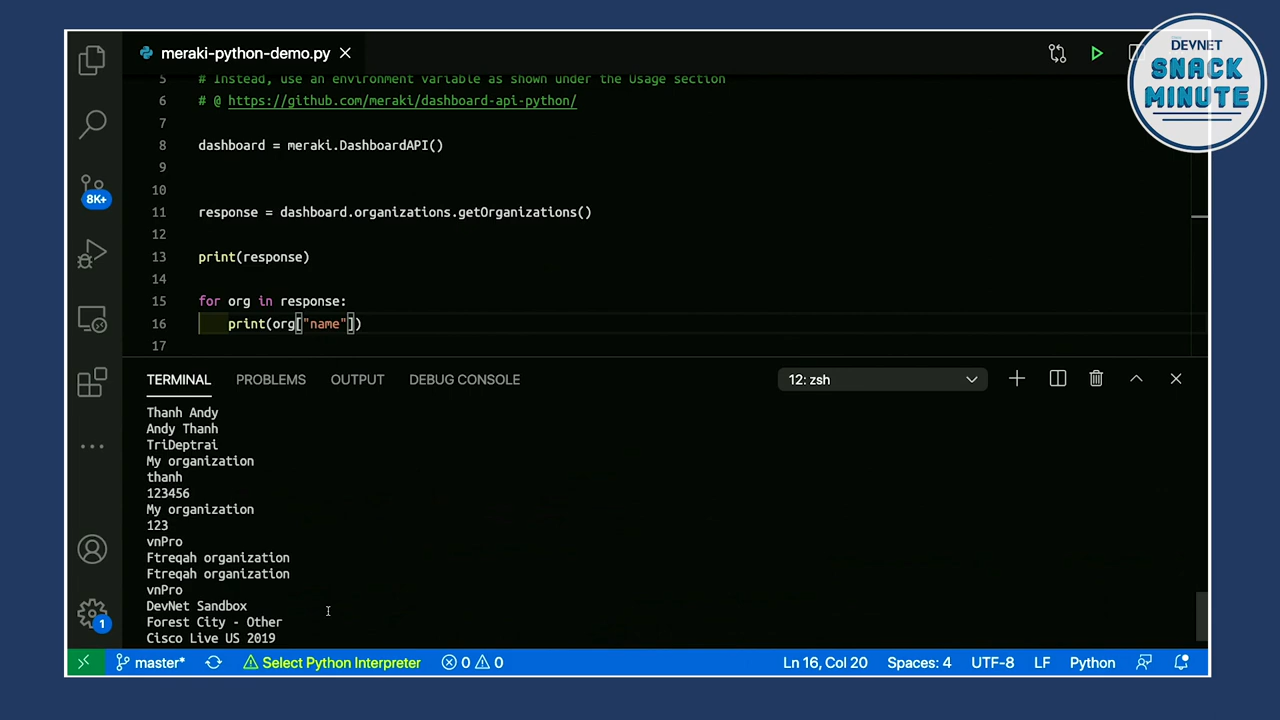 meraki-python-demo.py
DEVNET
SNACK
MINUTE
5 # Instead, use an environment variable as shown under the Usage section
6 # @ https://github.com/meraki/dashboard-api-python/
7
8 dashboard = meraki.DashboardAPI()
9
10
11 response = dashboard.organizations.getOrganizations()
12
13 print(response)
14
15 for org in response:
16 print(org["name"])
17
8K+
TERMINAL PROBLEMS OUTPUT DEBUG CONSOLE 12: zsh
Thanh Andy
Andy Thanh
TriDeptrai
My organization
thanh
123456
My organization
123
vnPro
Ftreqah organization
Ftreqah organization
vnPro
DevNet Sandbox
Forest City - Other
Cisco Live US 2019
1
master* Select Python Interpreter 0 0 Ln 16, Col 20 Spaces: 4 UTF-8 LF Python